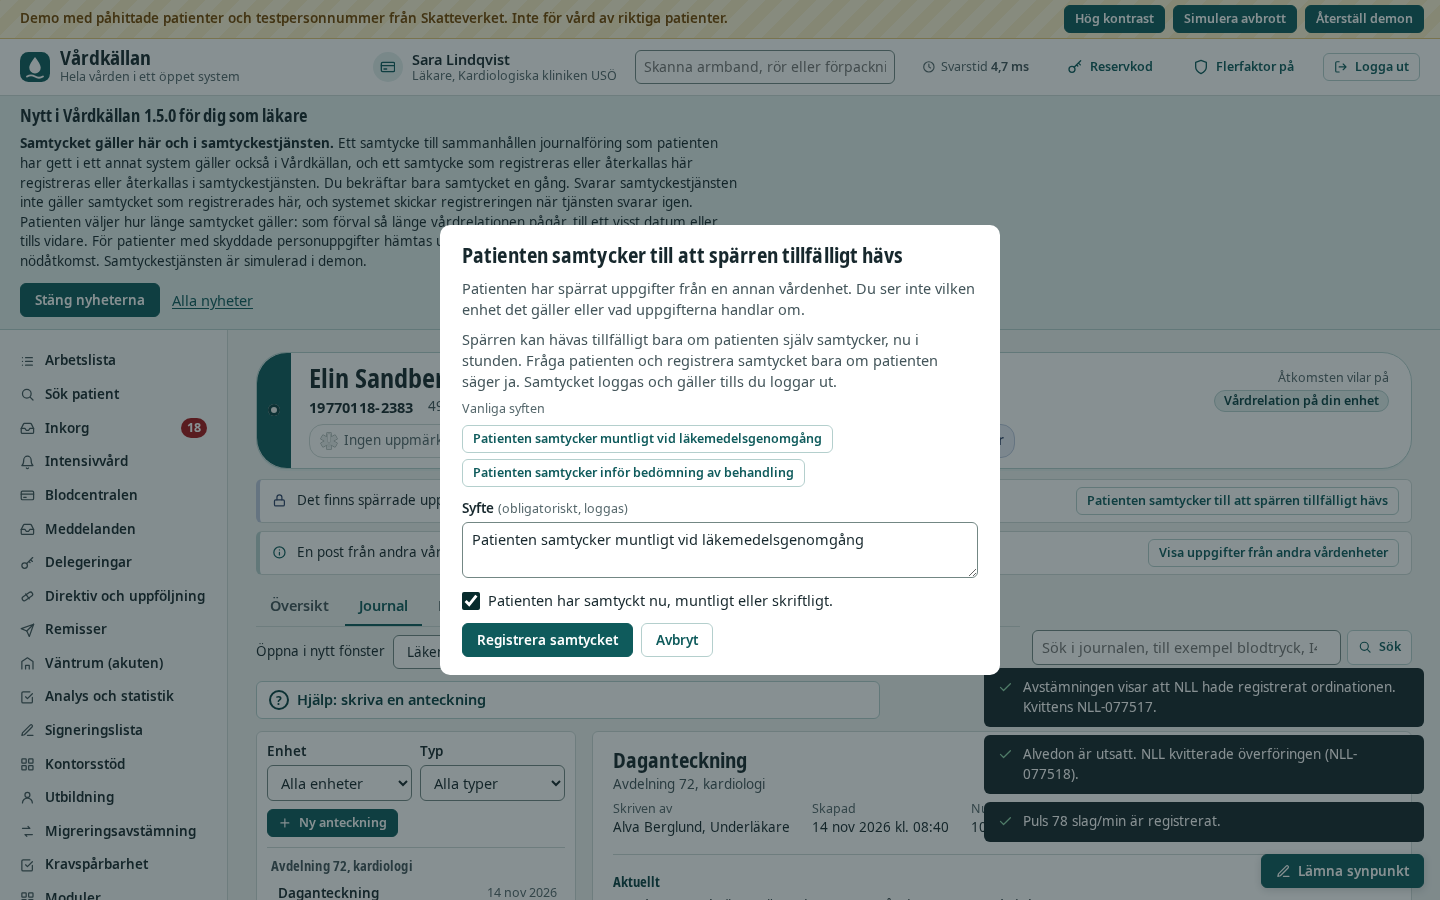 Demo med påhittade patienter och testpersonnummer från Skatteverket. Inte för vård av riktiga patienter.
Hög kontrast
Simulera avbrott
Återställ demon
Vårdkällan
Hela vården i ett öppet system
Sara Lindqvist
Läkare, Kardiologiska kliniken USÖ
Skanna armband, rör eller förpackni
Svarstid 4,7 ms
Reservkod
Flerfaktor på
Logga ut
Nytt i Vårdkällan 1.5.0 för dig som läkare
Samtycket gäller här och i samtyckestjänsten. Ett samtycke till sammanhållen journalföring som patienten
har gett i ett annat system gäller också i Vårdkällan, och ett samtycke som registreras eller återkallas här
registreras eller återkallas i samtyckestjänsten. Du bekräftar bara samtycket en gång. Svarar samtyckestjänsten
inte gäller samtycket som registrerades här, och systemet skickar registreringen när tjänsten svarar igen.
Patienten väljer hur länge samtycket gäller: som förval så länge vårdrelationen pågår, till ett visst datum eller
tills vidare. För patienter med skyddade personuppgifter hämtas
nödåtkomst. Samtyckestjänsten är simulerad i demon.
Stäng nyheterna
Alla nyheter
Arbetslista
Sök patient
Inkorg
18
Intensivvård
Blodcentralen
Meddelanden
Delegeringar
Direktiv och uppföljning
Remisser
Väntrum (akuten)
Analys och statistik
Signeringslista
Kontorsstöd
Utbildning
Migreringsavstämning
Kravspårbarhet
Moduler
Elin Sandber
19770118-2383
Ingen uppmärk
Åtkomsten vilar på
Vårdrelation på din enhet
Det finns spärrade upp
Patienten samtycker till att spärren tillfälligt hävs
En post från andra vår
Visa uppgifter från andra vårdenheter
Översikt
Journal
Öppna i nytt fönster
Läker
Sök i journalen, till exempel blodtryck, I4
Sök
Hjälp: skriva en anteckning
Enhet
Typ
Alla enheter
Alla typer
Ny anteckning
Avdelning 72, kardiologi
Daganteckning
14 nov 2026
Daganteckning
Avdelning 72, kardiologi
Skriven av
Skapad
Alva Berglund, Underläkare
14 nov 2026 kl. 08:40
Aktuellt
Patienten samtycker till att spärren tillfälligt hävs
Patienten har spärrat uppgifter från en annan vårdenhet. Du ser inte vilken
enhet det gäller eller vad uppgifterna handlar om.
Spärren kan hävas tillfälligt bara om patienten själv samtycker, nu i
stunden. Fråga patienten och registrera samtycket bara om patienten
säger ja. Samtycket loggas och gäller tills du loggar ut.
Vanliga syften
Patienten samtycker muntligt vid läkemedelsgenomgång
Patienten samtycker inför bedömning av behandling
Syfte (obligatoriskt, loggas)
Patienten samtycker muntligt vid läkemedelsgenomgång
Patienten har samtyckt nu, muntligt eller skriftligt.
Registrera samtycket
Avbryt
Avstämningen visar att NLL hade registrerat ordinationen.
Kvittens NLL-077517.
Alvedon är utsatt. NLL kvitterade överföringen (NLL-
077518).
Puls 78 slag/min är registrerat.
Lämna synpunkt